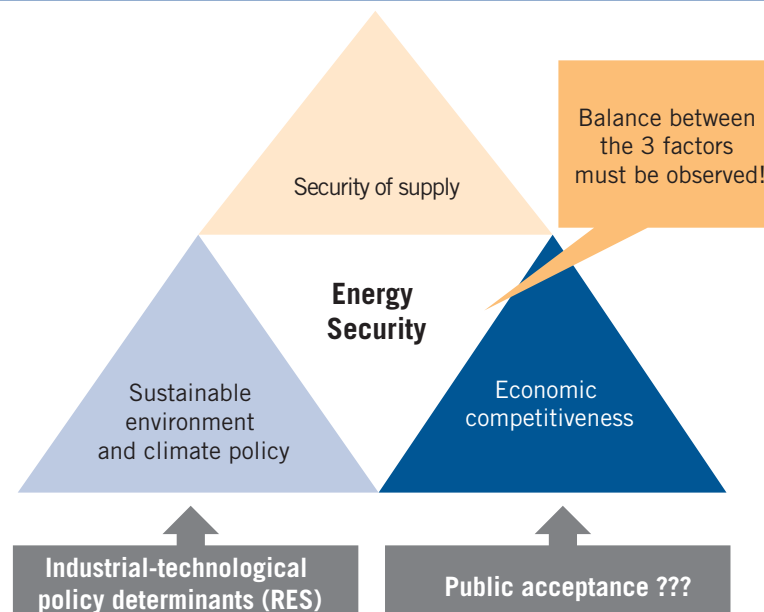 Security of supply
Balance between
the 3 factors
must be observed!
Energy
Security
Sustainable
environment
and climate policy
Economic
competitiveness
Industrial-technological
policy determinants (RES)
Public acceptance ???